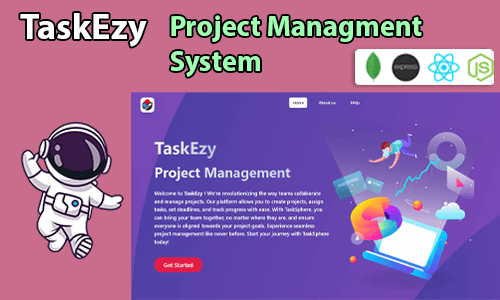 TaskEzy
Project Managment
System
express
JS
Home About us FAQs
TaskEzy
Project Management
Welcome to TaskEzy ! We're revolutionizing the way teams collaborate
and manage projects. Our platform allows you to create projects, assign
tasks, set deadlines, and track progress with ease. With TaskSphere, you
can bring your team together, no matter where they are, and ensure
everyone is aligned towards your project goals. Experience seamless
project management like never before. Start your journey with TaskSphere
today!
Get Started